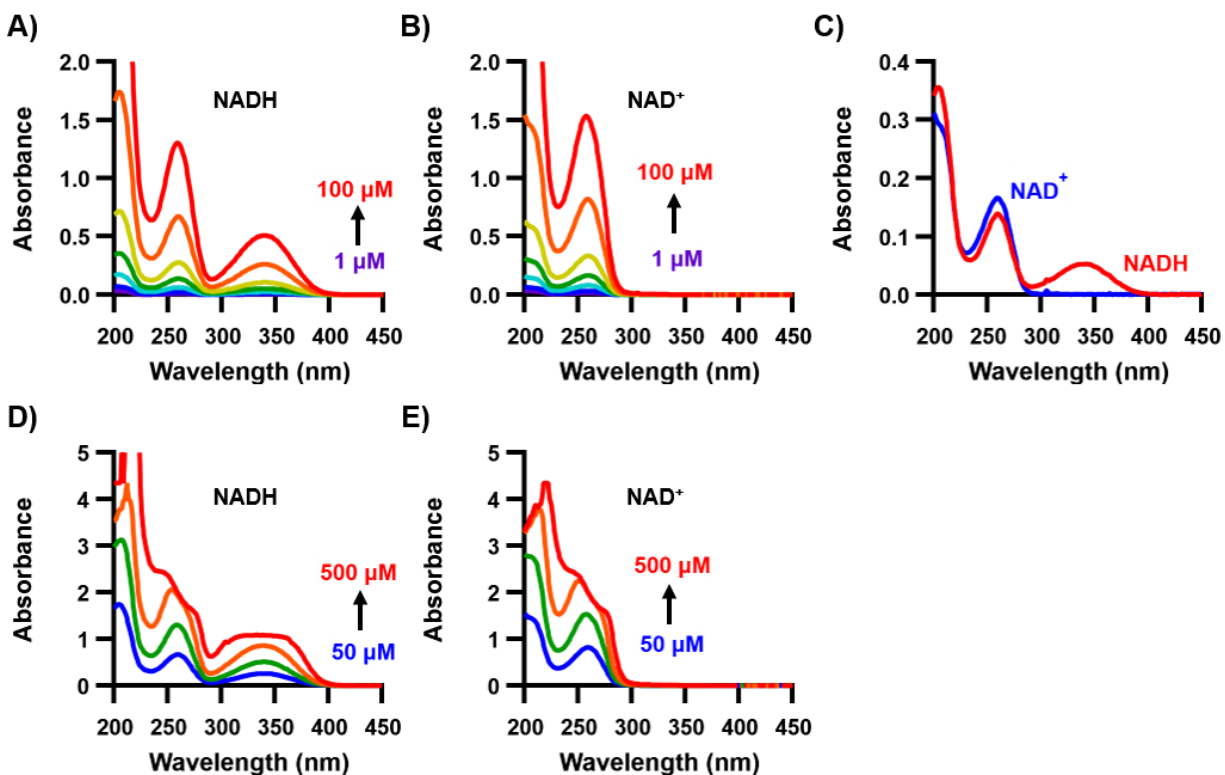 A)
B)
C)
2.0
1.5
1.0
0.5
0.0
Absorbance
NADH
100 µM
1 µM
200 250 300 350 400 450
Wavelength (nm)
2.0
1.5
1.0
0.5
0.0
Absorbance
NAD⁺
100 µM
1 µM
200 250 300 350 400 450
Wavelength (nm)
0.4
0.3
0.2
0.1
0.0
Absorbance
NAD⁺
NADH
200 250 300 350 400 450
Wavelength (nm)
D)
E)
5
4
3
2
1
0
Absorbance
NADH
500 µM
50 µM
200 250 300 350 400 450
Wavelength (nm)
5
4
3
2
1
0
Absorbance
NAD⁺
500 µM
50 µM
200 250 300 350 400 450
Wavelength (nm)